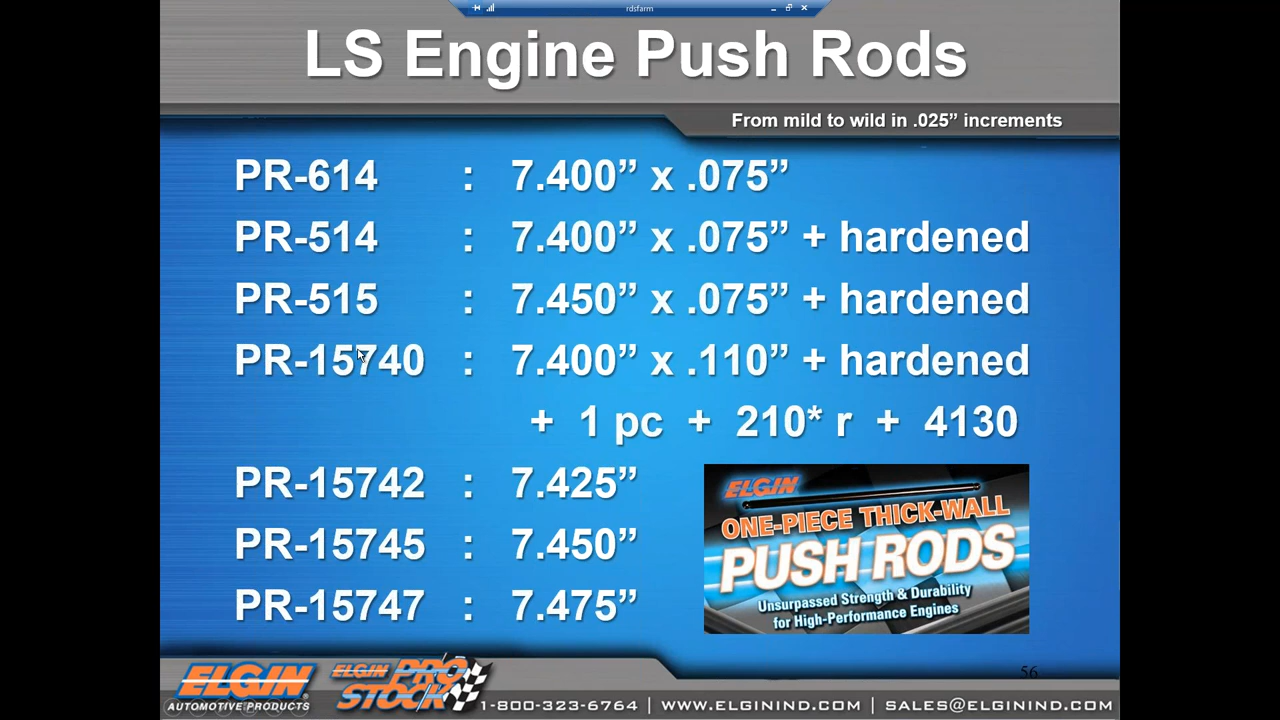 rdsfarm
LS Engine Push Rods
From mild to wild in .025” increments
PR-614 : 7.400” x .075”
PR-514 : 7.400” x .075” + hardened
PR-515 : 7.450” x .075” + hardened
PR-15740 : 7.400” x .110” + hardened
+ 1 pc + 210* r + 4130
PR-15742 : 7.425”
PR-15745 : 7.450”
PR-15747 : 7.475”
ELGIN
ONE-PIECE THICK-WALL
PUSH RODS
Unsurpassed Strength & Durability
for High-Performance Engines
56
ELGIN®
AUTOMOTIVE PRODUCTS
ELGIN PRO
STOCK
1-800-323-6764 | WWW.ELGININD.COM | SALES@ELGININD.COM